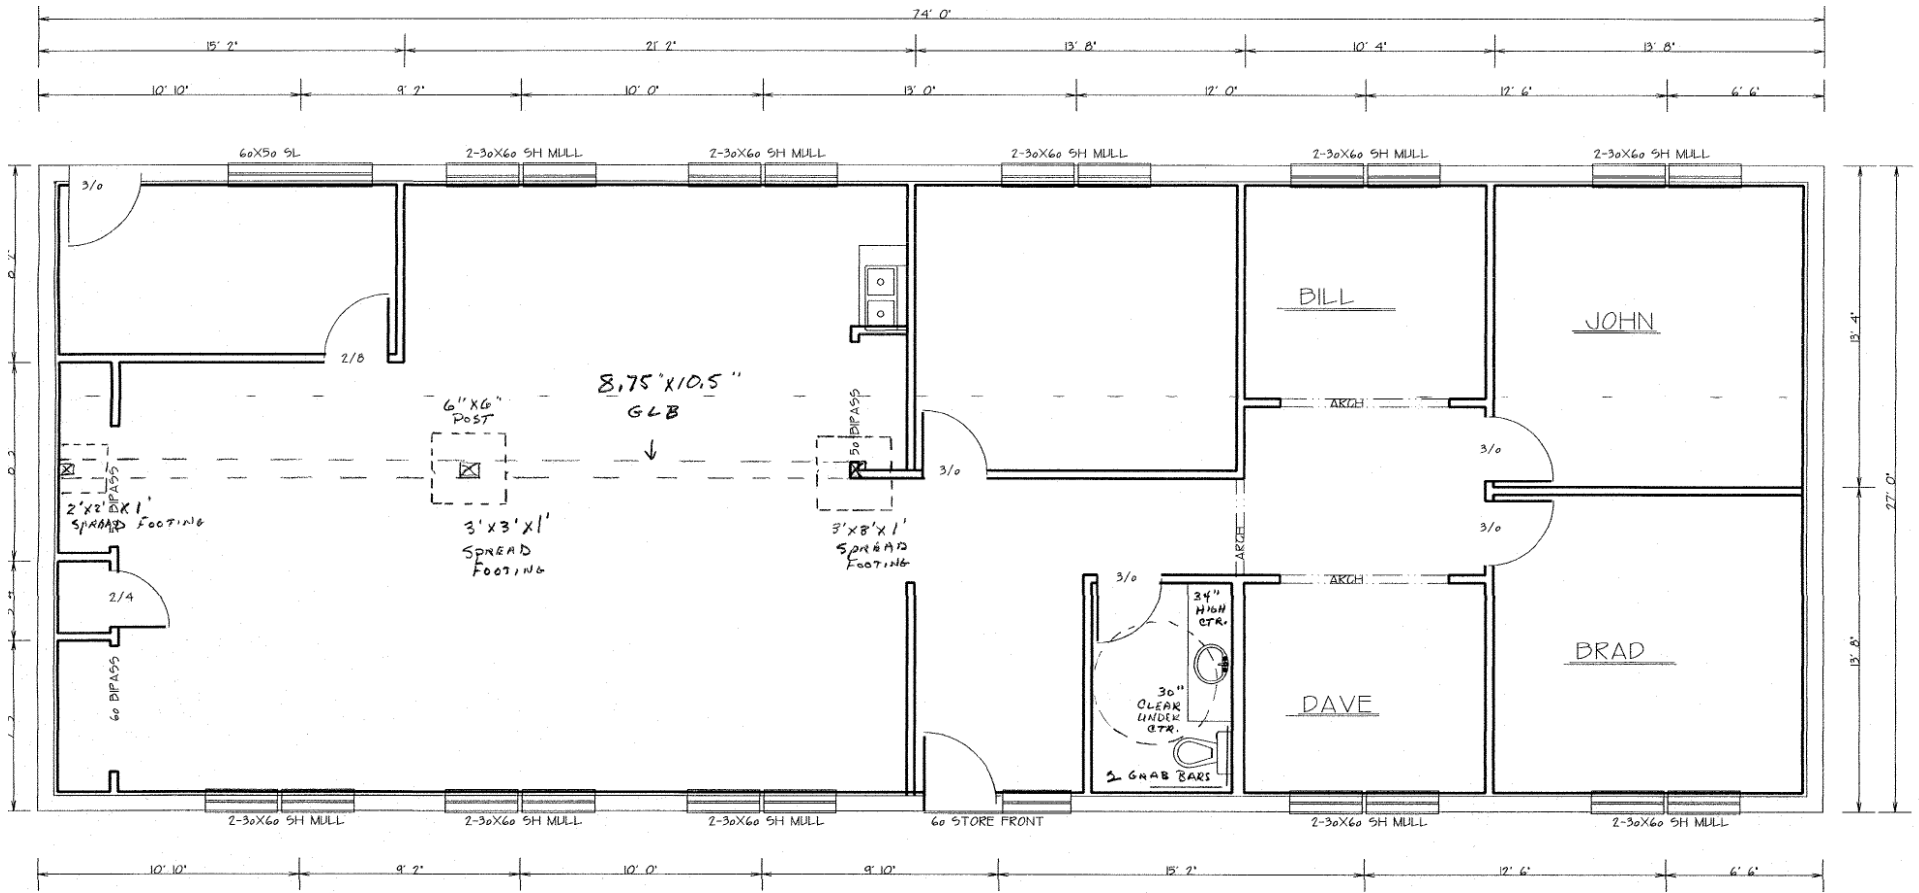 74' 0"
15' 2"
21' 2"
13' 8"
10' 4"
13' 8"
10' 10"
9' 2"
10' 0"
13' 0"
12' 0"
12' 6"
6' 6"
60X50 SL
2-30X60 SH MULL
2-30X60 SH MULL
2-30X60 SH MULL
2-30X60 SH MULL
2-30X60 SH MULL
3/0
BILL
JOHN
13' 4"
2/8
8.75"X10.5"
GLB
6"X6"
POST
5.0 BIPASS
ARCH
3/0
3/0
27' 0"
BIPASS
2'X2'X1'
SPREAD FOOTING
3'X3'X1'
SPREAD
FOOTING
3'X3'X1'
SPREAD
FOOTING
3/0
ARCH
3/0
ARCH
2/4
34"
HIGH
CTR.
13' 8"
BRAD
60 BIPASS
30"
CLEAR
UNDER
CTR.
DAVE
2 GRAB BARS
2-30X60 SH MULL
2-30X60 SH MULL
2-30X60 SH MULL
60 STORE FRONT
2-30X60 SH MULL
2-30X60 SH MULL
10' 10"
9' 2"
10' 0"
9' 10"
15' 2"
12' 6"
6' 6"